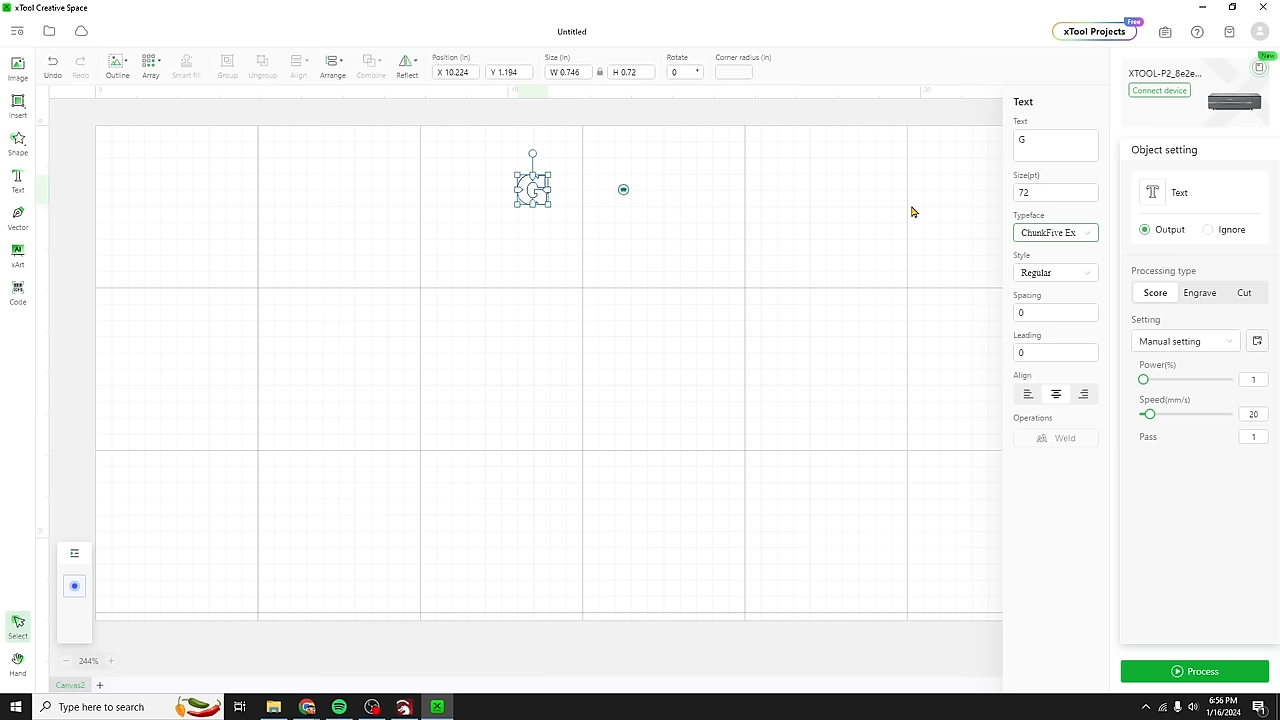 xTool Creative Space
Untitled
xTool Projects
Free
Image
Insert
Shape
Text
Vector
xArt
Code
Select
Hand
Undo
Redo
Outline
Array
Smart fill
Group
Ungroup
Align
Arrange
Combine
Reflect
Position (in)
X 10.224
Y 1.194
Size (in)
W 0.746
H 0.72
Rotate
0 °
Corner radius (in)
0
10
20
0
10
G
Text
Text
G
Size(pt)
72
Typeface
ChunkFive Ex
Style
Regular
Spacing
0
Leading
0
Align
Operations
Weld
New
XTOOL-P2_8e2e...
Connect device
Object setting
Text
Output
Ignore
Processing type
Score
Engrave
Cut
Setting
Manual setting
Power(%)
1
Speed(mm/s)
20
Pass
1
Process
244%
Canvas2
Type here to search
6:56 PM
1/16/2024